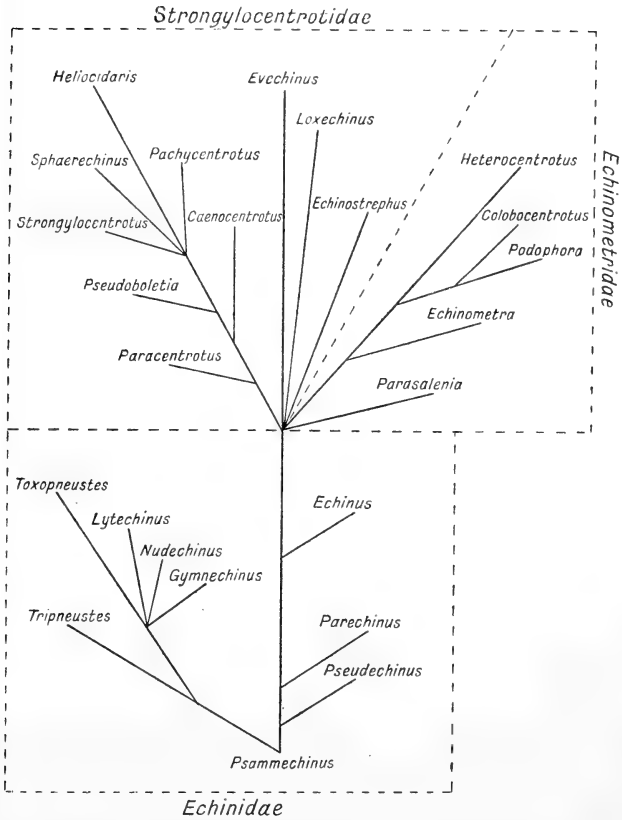 Strongylocentrotidae
Heliocidaris
Evechinus
Loxechinus
Sphaerechinus
Pachycentrotus
Heterocentrotus
Echinometridae
Strongylocentrotus
Caenocentrotus
Echinostrephus
Colobocentrotus
Podophora
Pseudoboletia
Echinometra
Paracentrotus
Parasalenia
Toxopneustes
Echinus
Lytechinus
Nudechinus
Gymnechinus
Tripneustes
Parechinus
Pseudechinus
Psammechinus
Echinidae